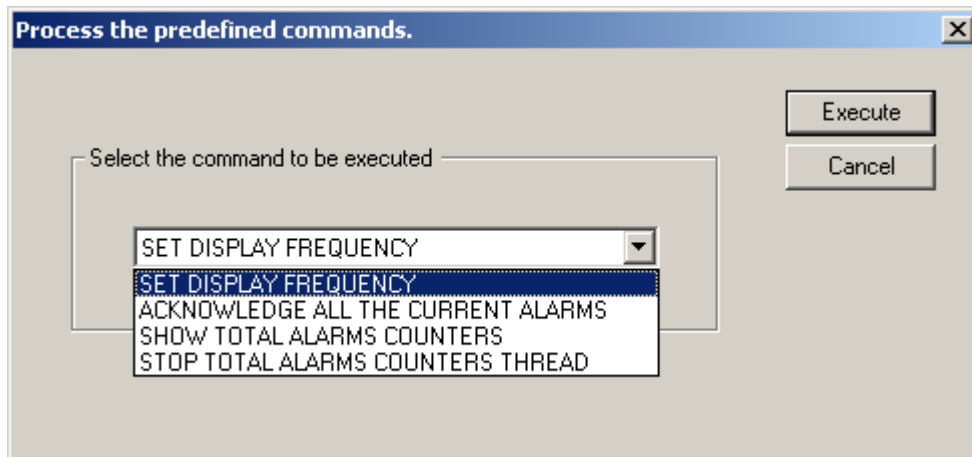 Process the predefined commands.
Execute
Select the command to be executed
Cancel
SET DISPLAY FREQUENCY
SET DISPLAY FREQUENCY
ACKNOWLEDGE ALL THE CURRENT ALARMS
SHOW TOTAL ALARMS COUNTERS
STOP TOTAL ALARMS COUNTERS THREAD